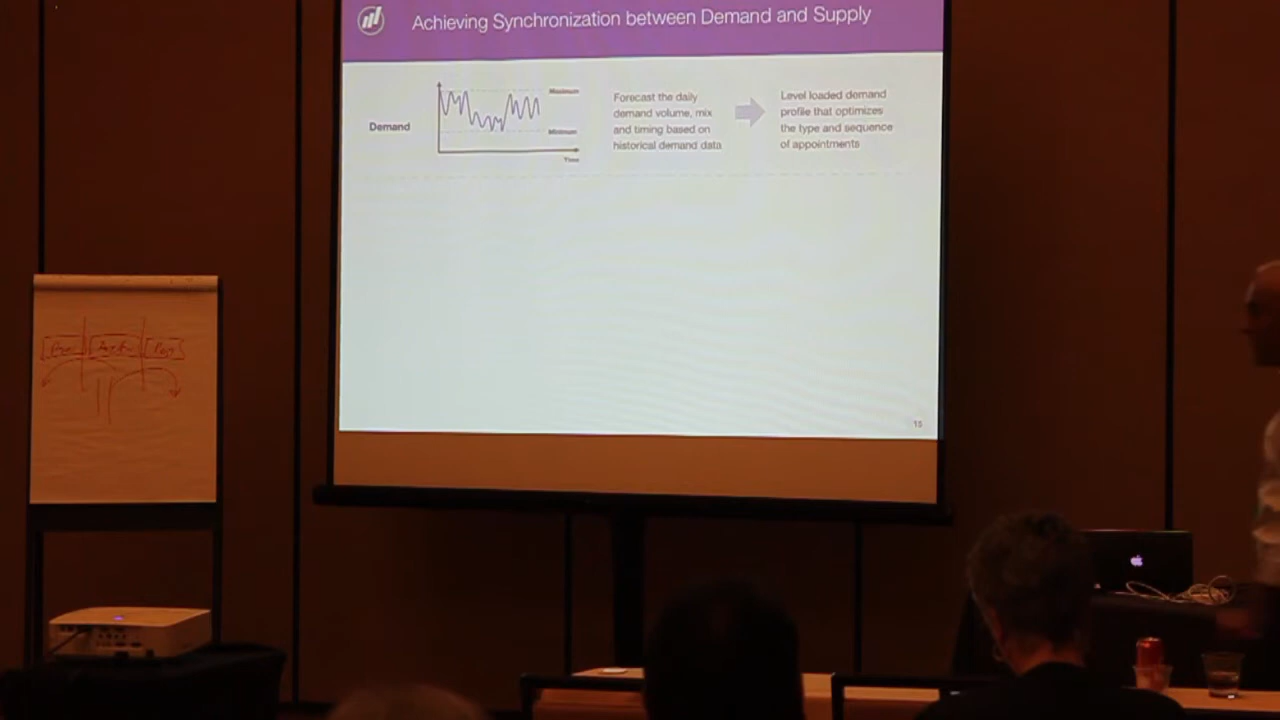 Achieving Synchronization between Demand and Supply
Demand
Maximum
Minimum
Time
Forecast the daily
demand volume, mix
and timing based on
historical demand data
Level loaded demand
profile that optimizes
the type and sequence
of appointments
15